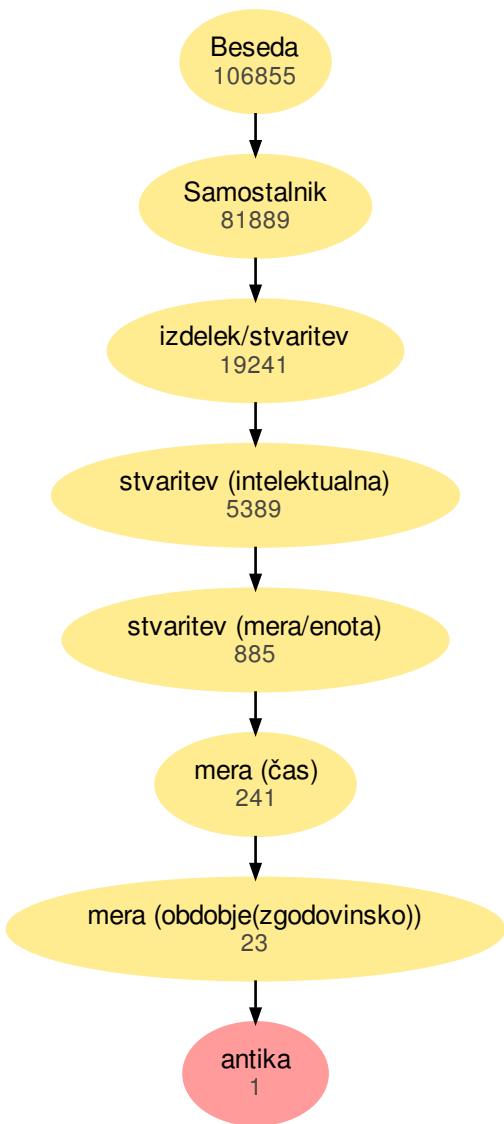 Beseda
106855
Samostalnik
81889
izdelek/stvaritev
19241
stvaritev (intelektualna)
5389
stvaritev (mera/enota)
885
mera (čas)
241
mera (obdobje(zgodovinsko))
23
antika
1